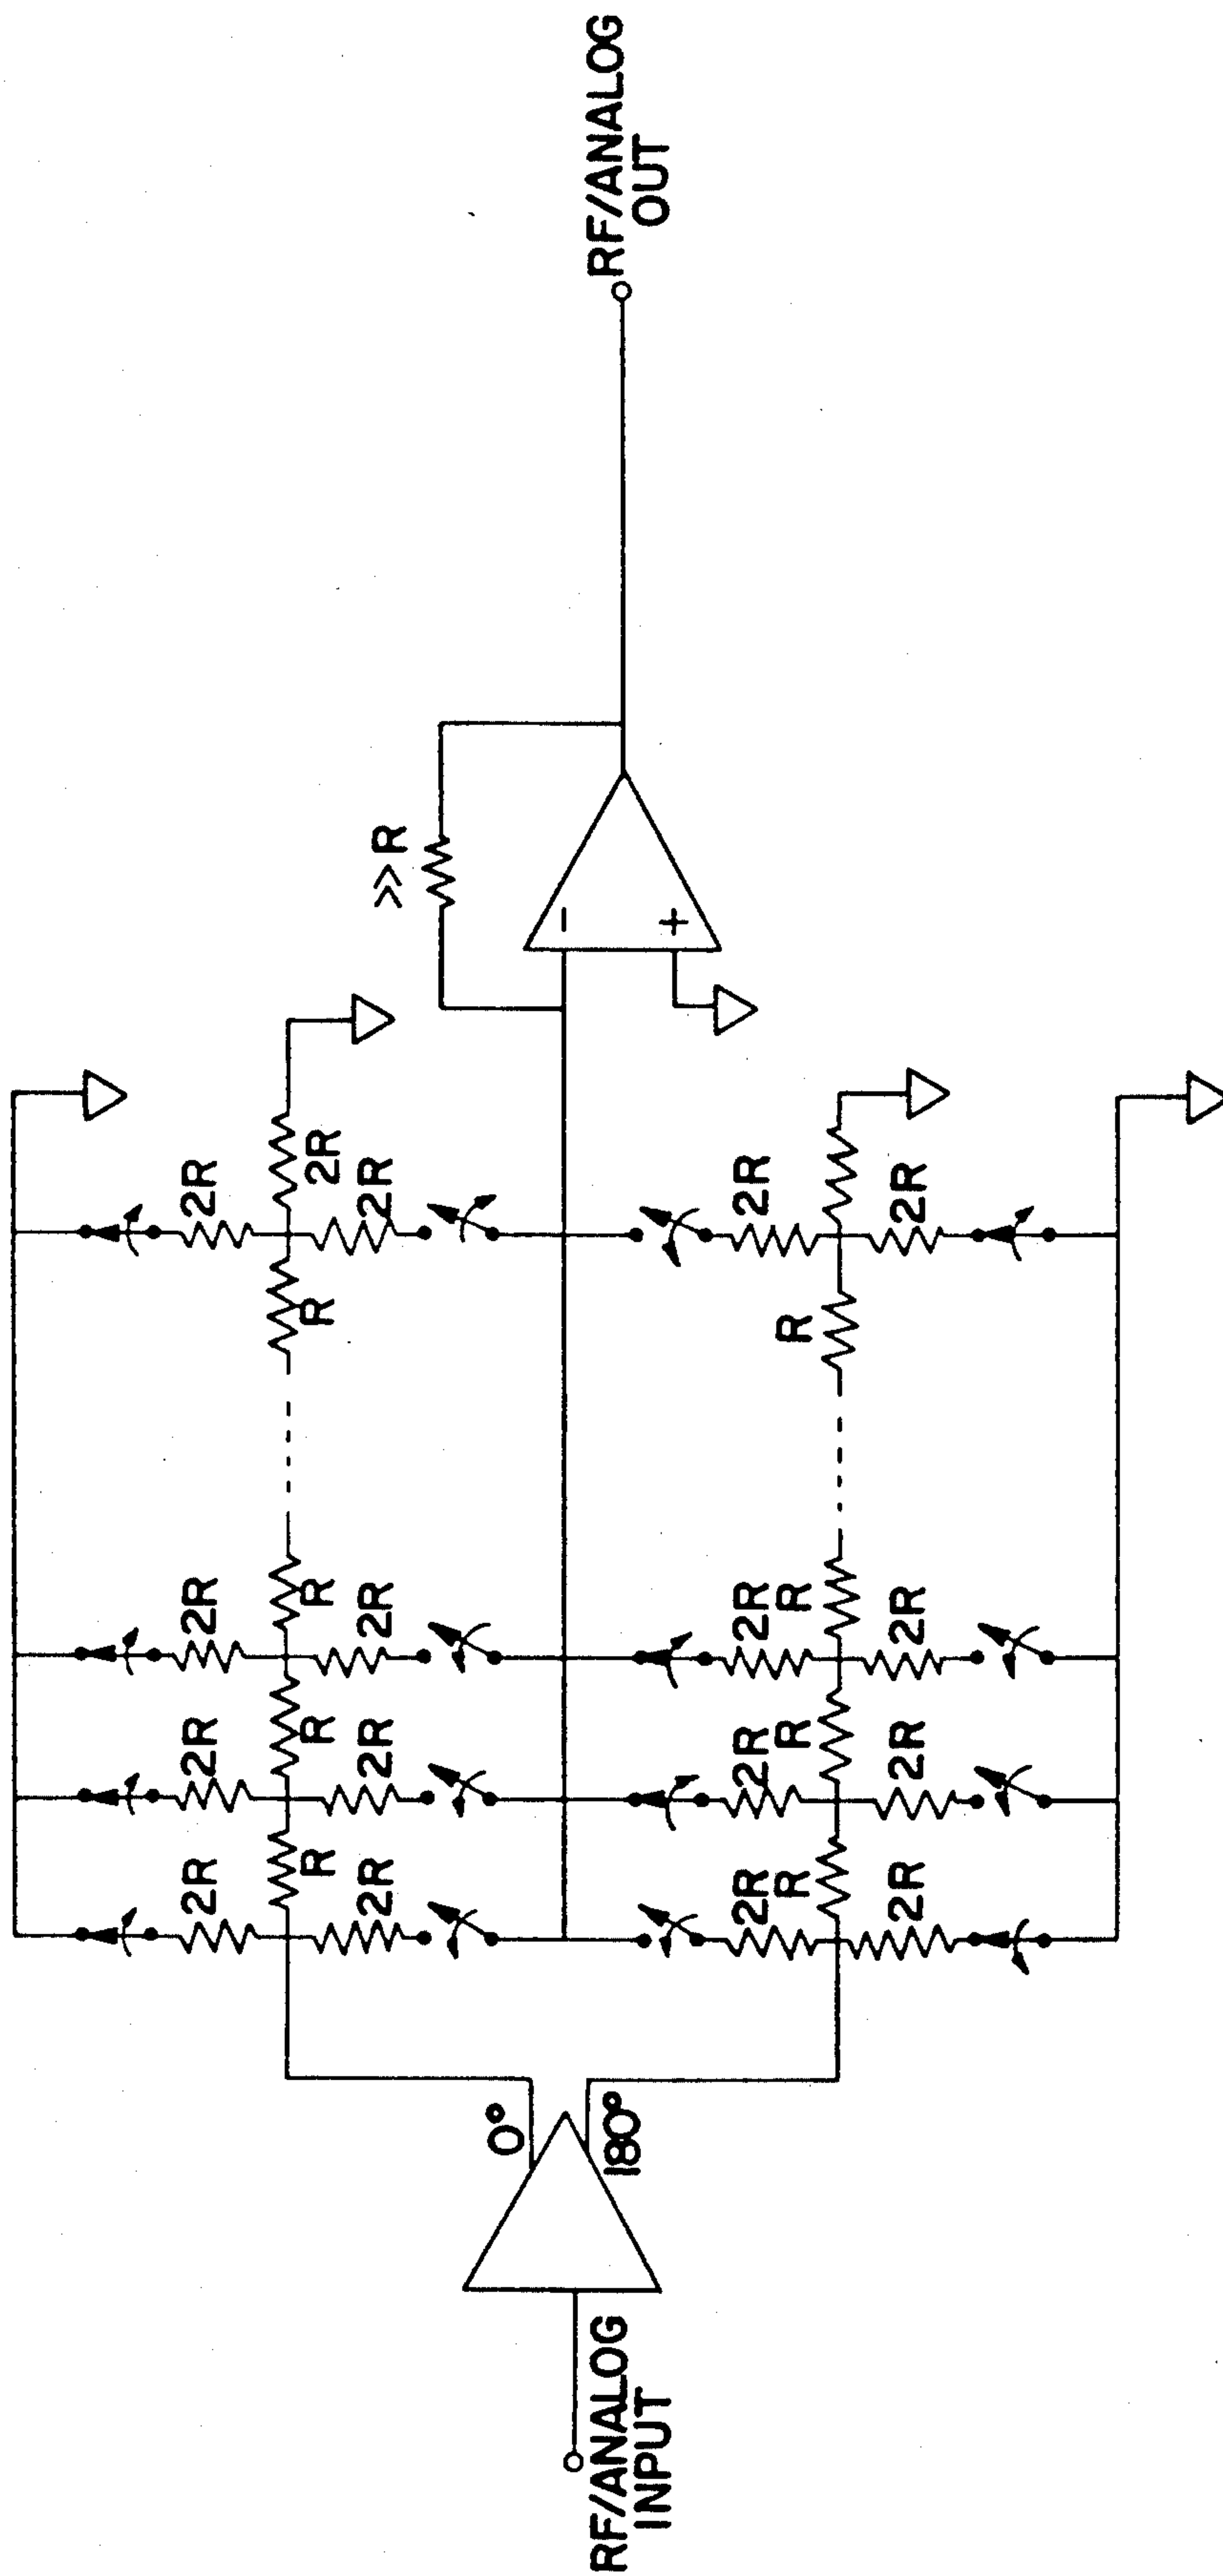 2R 2R 2R 2R
R R R R 2R
2R 2R 2R 2R
>>R
0°
−
RF/ANALOG
INPUT
180°
RF/ANALOG
OUT
+
2R 2R 2R 2R
R R R R
2R 2R 2R 2R